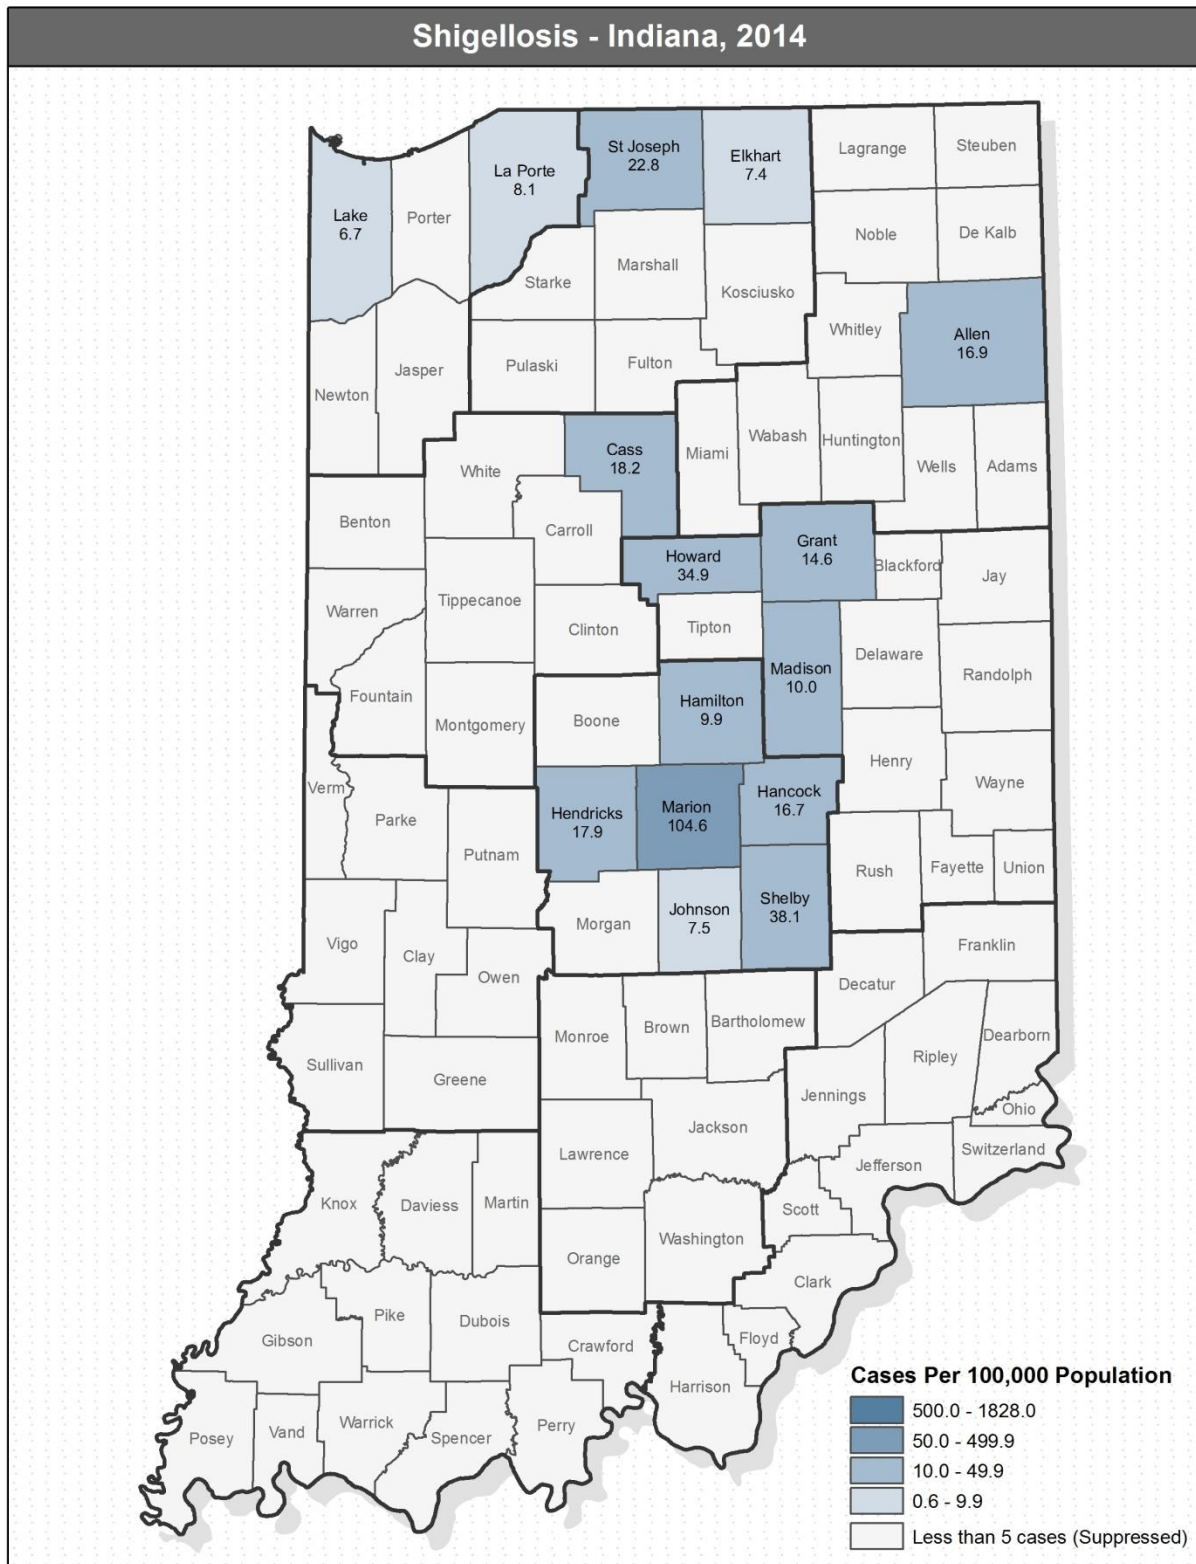 Shigellosis - Indiana, 2014
Lake
6.7
Porter
La Porte
8.1
St Joseph
22.8
Elkhart
7.4
Lagrange
Steuben
Noble
De Kalb
Starke
Marshall
Kosciusko
Whitley
Allen
16.9
Newton
Jasper
Pulaski
Fulton
Miami
Wabash
Huntington
Wells
Adams
White
Cass
18.2
Carroll
Benton
Howard
34.9
Grant
14.6
Blackford
Jay
Warren
Tippecanoe
Clinton
Tipton
Madison
10.0
Delaware
Randolph
Fountain
Montgomery
Boone
Hamilton
9.9
Henry
Wayne
Verm
Parke
Putnam
Hendricks
17.9
Marion
104.6
Hancock
16.7
Rush
Fayette
Union
Vigo
Clay
Owen
Morgan
Johnson
7.5
Shelby
38.1
Franklin
Decatur
Sullivan
Greene
Monroe
Brown
Bartholomew
Jennings
Ripley
Dearborn
Ohio
Switzerland
Jefferson
Jackson
Lawrence
Knox
Daviess
Martin
Orange
Washington
Scott
Clark
Gibson
Pike
Dubois
Crawford
Floyd
Harrison
Posey
Vand
Warrick
Spencer
Perry
Cases Per 100,000 Population
500.0 - 1828.0
50.0 - 499.9
10.0 - 49.9
0.6 - 9.9
Less than 5 cases (Suppressed)